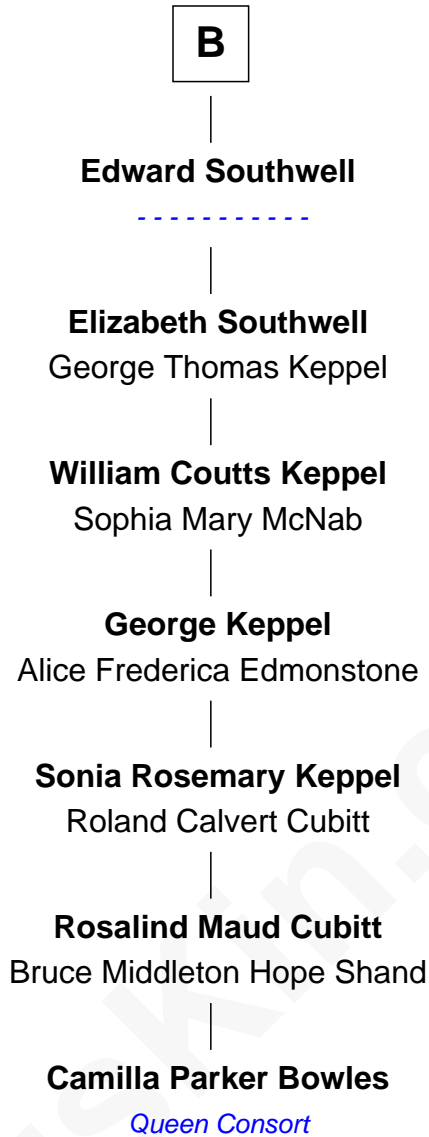 B
Edward Southwell
- - - - - - - - - - -
Elizabeth Southwell
George Thomas Keppel
William Coutts Keppel
Sophia Mary McNab
George Keppel
Alice Frederica Edmonstone
Sonia Rosemary Keppel
Roland Calvert Cubitt
Rosalind Maud Cubitt
Bruce Middleton Hope Shand
Camilla Parker Bowles
Queen Consort